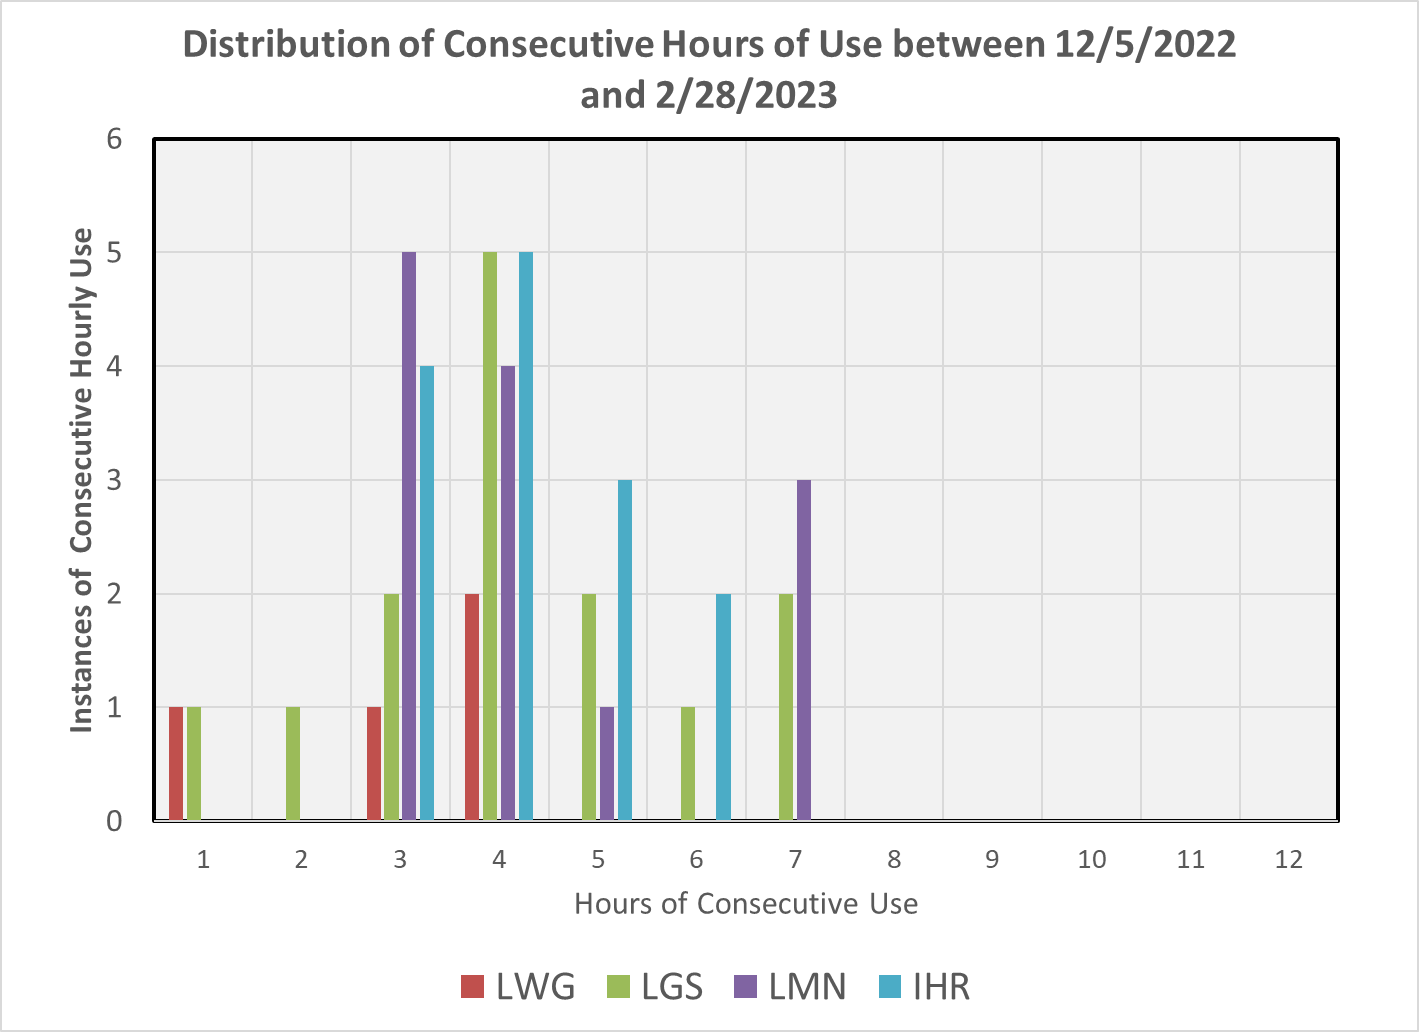 Distribution of Consecutive Hours of Use between 12/5/2022
and 2/28/2023
Instances of Consecutive Hourly Use
6
5
4
3
2
1
0
1 2 3 4 5 6 7 8 9 10 11 12
Hours of Consecutive Use
LWG LGS LMN IHR